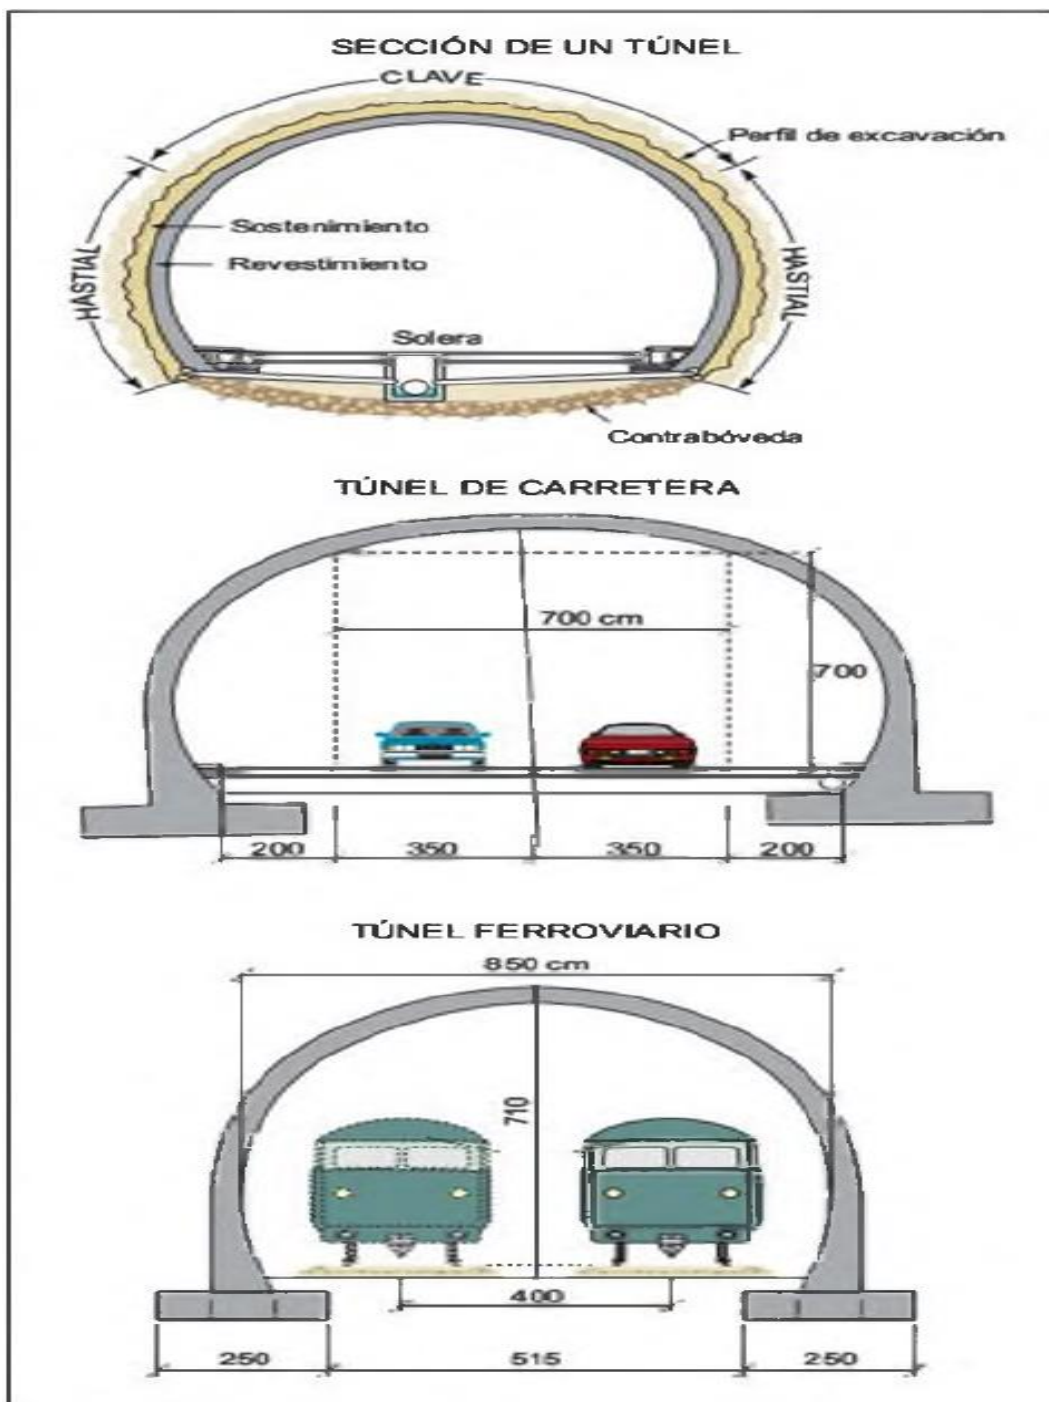 SECCIÓN DE UN TÚNEL
CLAVE
Perfil de excavación
Sostenimiento
Revestimiento
HASTIAL
HASTIAL
Solera
Contrabóveda
TÚNEL DE CARRETERA
700 cm
700
200 350 350 200
TÚNEL FERROVIARIO
850 cm
710
400
250 515 250